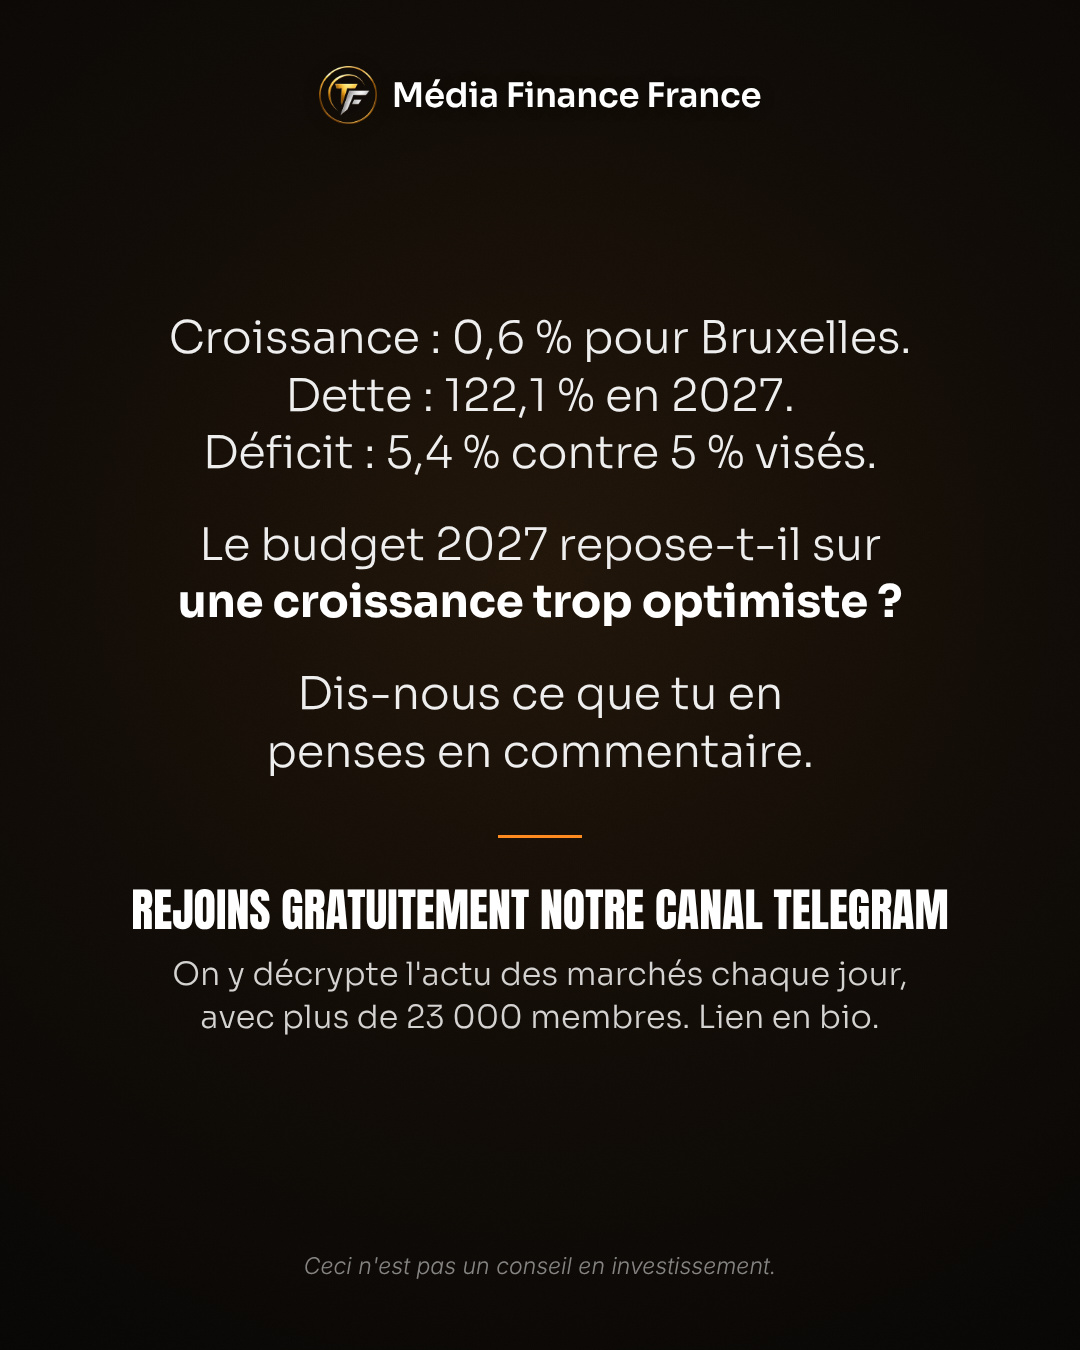 TF Média Finance France
Croissance : 0,6 % pour Bruxelles.
Dette : 122,1 % en 2027.
Déficit : 5,4 % contre 5 % visés.
Le budget 2027 repose-t-il sur
une croissance trop optimiste ?
Dis-nous ce que tu en
penses en commentaire.
REJOINS GRATUITEMENT NOTRE CANAL TELEGRAM
On y décrypte l'actu des marchés chaque jour,
avec plus de 23 000 membres. Lien en bio.
Ceci n'est pas un conseil en investissement.